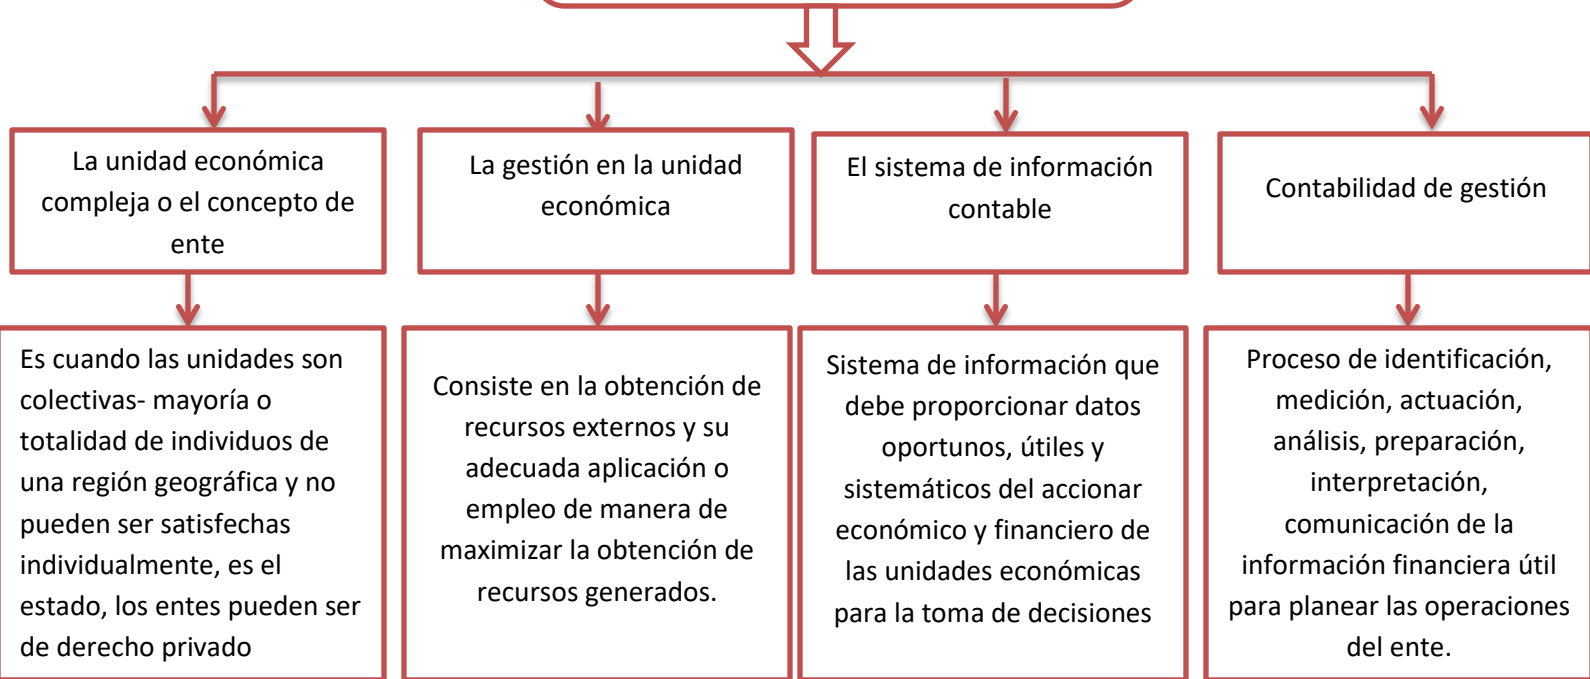 La unidad económica
compleja o el concepto de
ente
La gestión en la unidad
económica
El sistema de información
contable
Contabilidad de gestión
Es cuando las unidades son
colectivas- mayoría o
totalidad de individuos de
una región geográfica y no
pueden ser satisfechas
individualmente, es el
estado, los entes pueden ser
de derecho privado
Consiste en la obtención de
recursos externos y su
adecuada aplicación o
empleo de manera de
maximizar la obtención de
recursos generados.
Sistema de información que
debe proporcionar datos
oportunos, útiles y
sistemáticos del accionar
económico y financiero de
las unidades económicas
para la toma de decisiones
Proceso de identificación,
medición, actuación,
análisis, preparación,
interpretación,
comunicación de la
información financiera útil
para planear las operaciones
del ente.